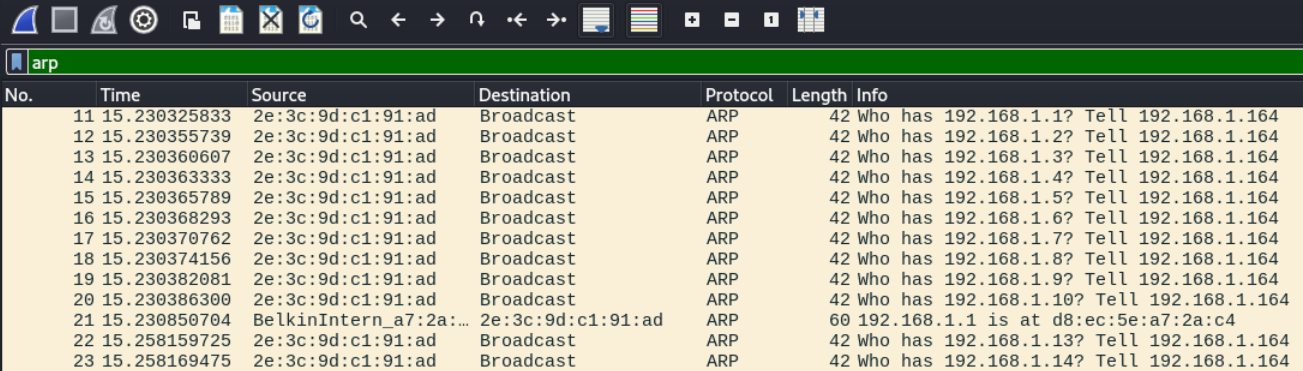 1
arp
No. Time Source Destination Protocol Length Info
11 15.230325833 2e:3c:9d:c1:91:ad Broadcast ARP 42 Who has 192.168.1.1? Tell 192.168.1.164
12 15.230355739 2e:3c:9d:c1:91:ad Broadcast ARP 42 Who has 192.168.1.2? Tell 192.168.1.164
13 15.230360607 2e:3c:9d:c1:91:ad Broadcast ARP 42 Who has 192.168.1.3? Tell 192.168.1.164
14 15.230363333 2e:3c:9d:c1:91:ad Broadcast ARP 42 Who has 192.168.1.4? Tell 192.168.1.164
15 15.230365789 2e:3c:9d:c1:91:ad Broadcast ARP 42 Who has 192.168.1.5? Tell 192.168.1.164
16 15.230368293 2e:3c:9d:c1:91:ad Broadcast ARP 42 Who has 192.168.1.6? Tell 192.168.1.164
17 15.230370762 2e:3c:9d:c1:91:ad Broadcast ARP 42 Who has 192.168.1.7? Tell 192.168.1.164
18 15.230374156 2e:3c:9d:c1:91:ad Broadcast ARP 42 Who has 192.168.1.8? Tell 192.168.1.164
19 15.230382081 2e:3c:9d:c1:91:ad Broadcast ARP 42 Who has 192.168.1.9? Tell 192.168.1.164
20 15.230386300 2e:3c:9d:c1:91:ad Broadcast ARP 42 Who has 192.168.1.10? Tell 192.168.1.164
21 15.230850704 BelkinIntern_a7:2a:… 2e:3c:9d:c1:91:ad ARP 60 192.168.1.1 is at d8:ec:5e:a7:2a:c4
22 15.258159725 2e:3c:9d:c1:91:ad Broadcast ARP 42 Who has 192.168.1.13? Tell 192.168.1.164
23 15.258169475 2e:3c:9d:c1:91:ad Broadcast ARP 42 Who has 192.168.1.14? Tell 192.168.1.164